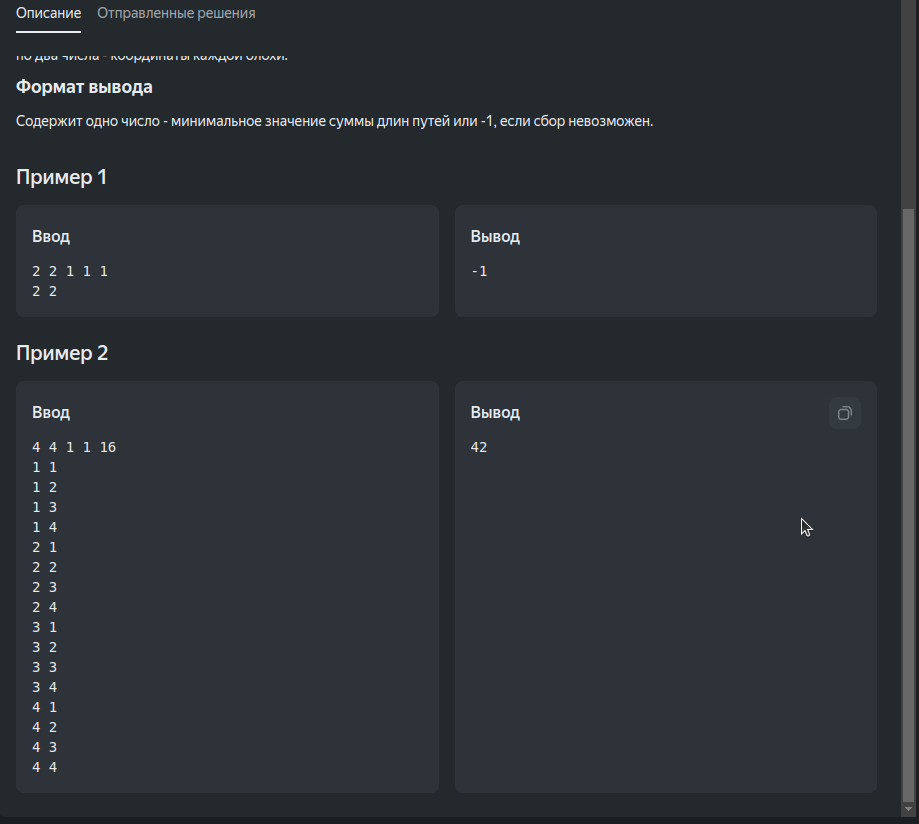 Описание Отправленные решения
по два числа - координаты каждой блохи.
Формат вывода
Содержит одно число - минимальное значение суммы длин путей или -1, если сбор невозможен.
Пример 1
Ввод
2 2 1 1 1
2 2
Вывод
-1
Пример 2
Ввод
4 4 1 1 16
1 1
1 2
1 3
1 4
2 1
2 2
2 3
2 4
3 1
3 2
3 3
3 4
4 1
4 2
4 3
4 4
Вывод
42